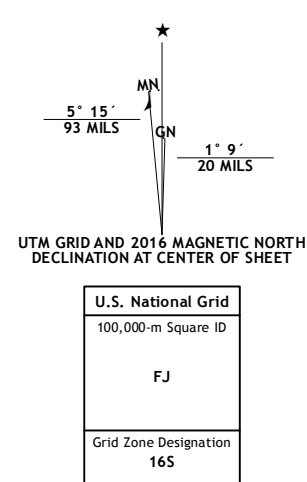 ★
MN
5° 15´
93 MILS
GN
1° 9´
20 MILS
UTM GRID AND 2016 MAGNETIC NORTH
DECLINATION AT CENTER OF SHEET
U.S. National Grid
100,000-m Square ID
FJ
Grid Zone Designation
16S